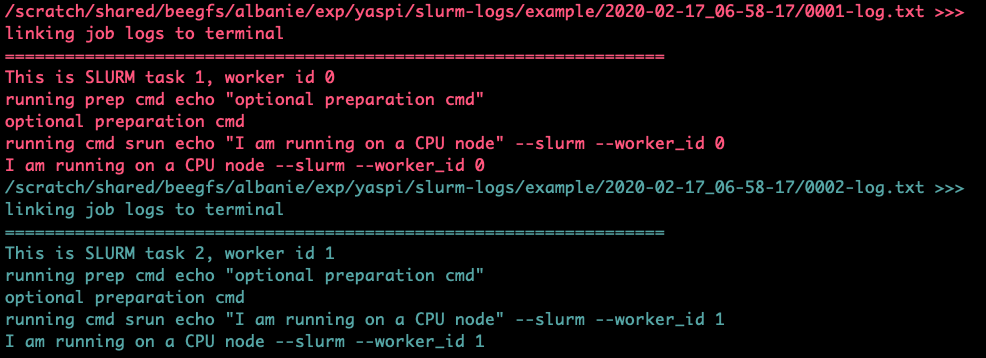 /scratch/shared/beegfs/albanie/exp/yaspi/slurm-logs/example/2020-02-17_06-58-17/0001-log.txt >>>
linking job logs to terminal
==================================================================
This is SLURM task 1, worker id 0
running prep cmd echo "optional preparation cmd"
optional preparation cmd
running cmd srun echo "I am running on a CPU node" --slurm --worker_id 0
I am running on a CPU node --slurm --worker_id 0
/scratch/shared/beegfs/albanie/exp/yaspi/slurm-logs/example/2020-02-17_06-58-17/0002-log.txt >>>
linking job logs to terminal
==================================================================
This is SLURM task 2, worker id 1
running prep cmd echo "optional preparation cmd"
optional preparation cmd
running cmd srun echo "I am running on a CPU node" --slurm --worker_id 1
I am running on a CPU node --slurm --worker_id 1